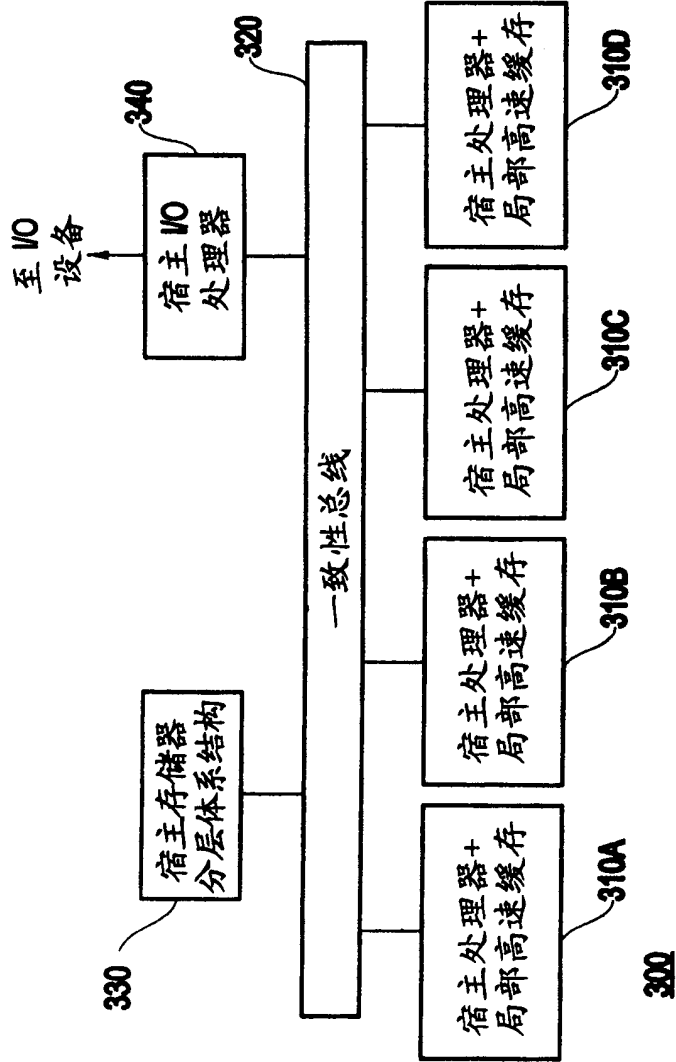 至 I/O
设备
340
宿主 I/O
处理器
320
330
宿主存储器
分层体系结构
一致性总线
宿主处理器+
局部高速缓存
310A
宿主处理器+
局部高速缓存
310B
宿主处理器+
局部高速缓存
310C
宿主处理器+
局部高速缓存
310D
300